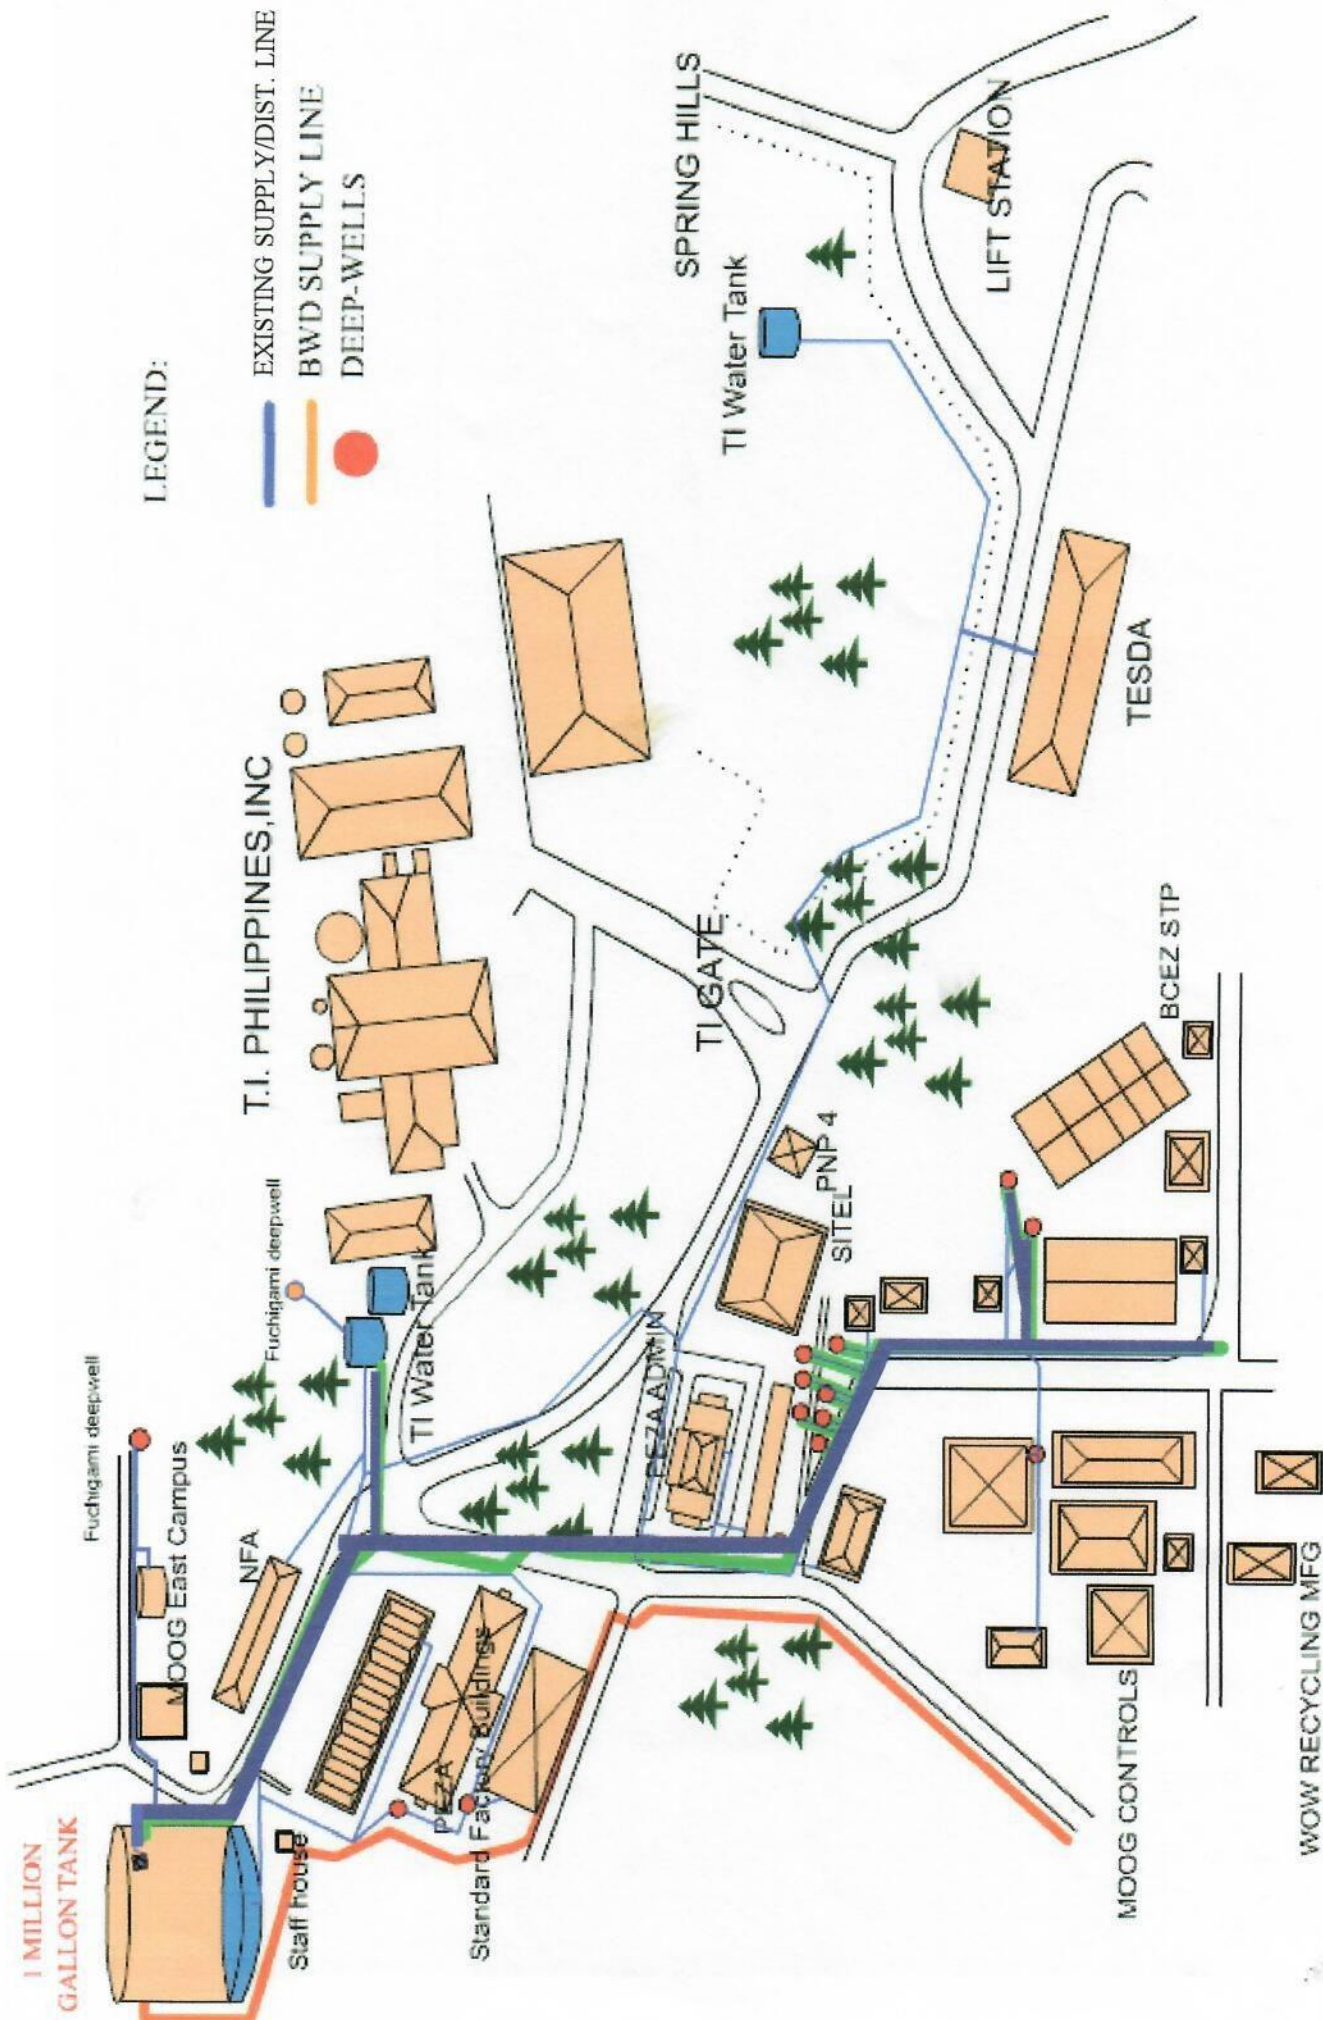 1 MILLION
GALLON TANK
Fuchigami deepwell
MOOG East Campus
NFA
Fuchigami deepwell
T.I. PHILIPPINES,INC
LEGEND:
EXISTING SUPPLY/DIST. LINE
BWD SUPPLY LINE
DEEP-WELLS
Staff house
PEZA
Standard Factory Buildings
TI Water Tank
PEZA ADMIN
TI GATE
TI Water Tank
SPRING HILLS
SITEL
PNP 4
LIFT STATION
TESDA
BCEZ STP
MOOG CONTROLS
WOW RECYCLING MFG